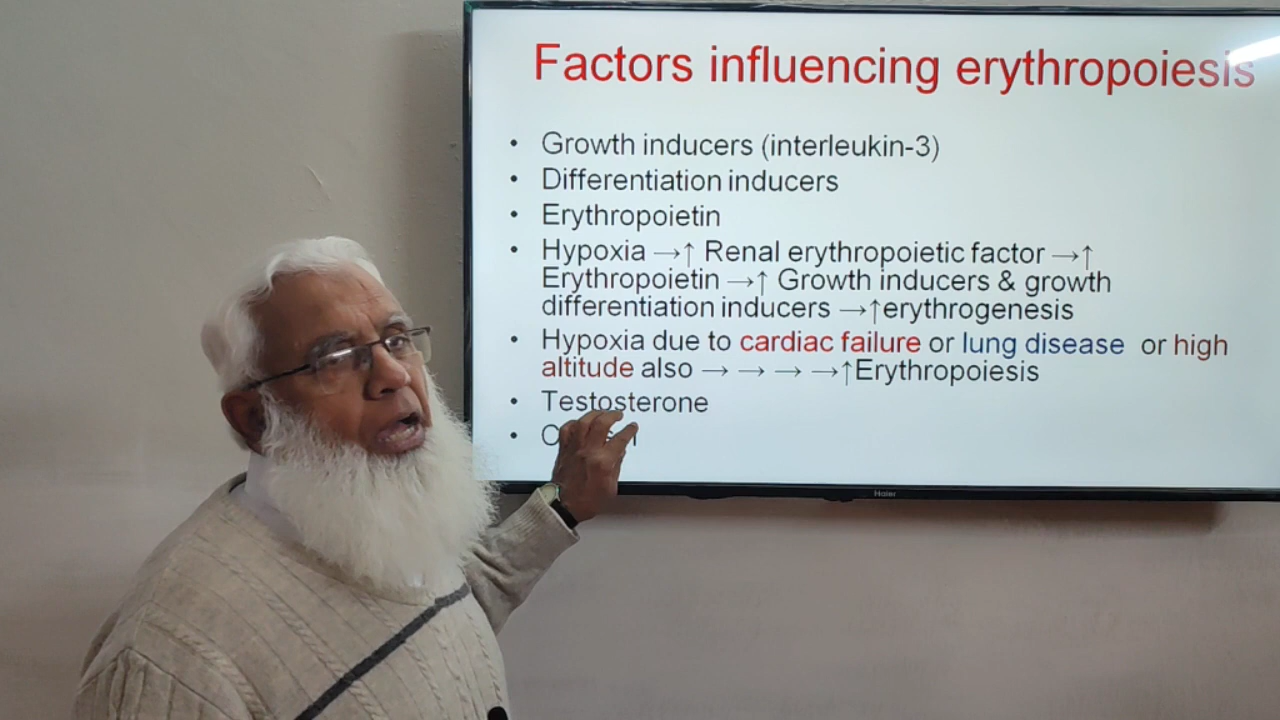 Factors influencing erythropoiesis
• Growth inducers (interleukin-3)
• Differentiation inducers
• Erythropoietin
• Hypoxia →↑ Renal erythropoietic factor →↑
Erythropoietin →↑ Growth inducers & growth
differentiation inducers →↑erythrogenesis
• Hypoxia due to cardiac failure or lung disease or high
altitude also → → → →↑Erythropoiesis
• Testosterone
Haier